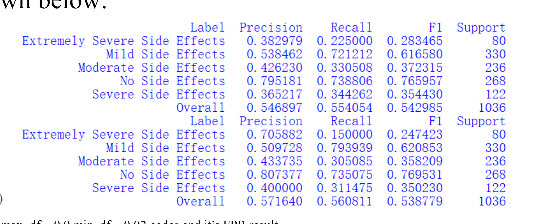 wn below:
Label Precision Recall F1 Support
Extremely Severe Side Effects 0.382979 0.225000 0.283465 80
Mild Side Effects 0.538462 0.721212 0.616580 330
Moderate Side Effects 0.426230 0.330508 0.372315 236
No Side Effects 0.795181 0.738806 0.765957 268
Severe Side Effects 0.365217 0.344262 0.354430 122
Overall 0.546897 0.554054 0.542985 1036
Label Precision Recall F1 Support
Extremely Severe Side Effects 0.705882 0.150000 0.247423 80
Mild Side Effects 0.509728 0.793939 0.620853 330
Moderate Side Effects 0.433735 0.305085 0.358209 236
No Side Effects 0.807377 0.735075 0.769531 268
Severe Side Effects 0.400000 0.311475 0.350230 122
Overall 0.571640 0.560811 0.538779 1036
)